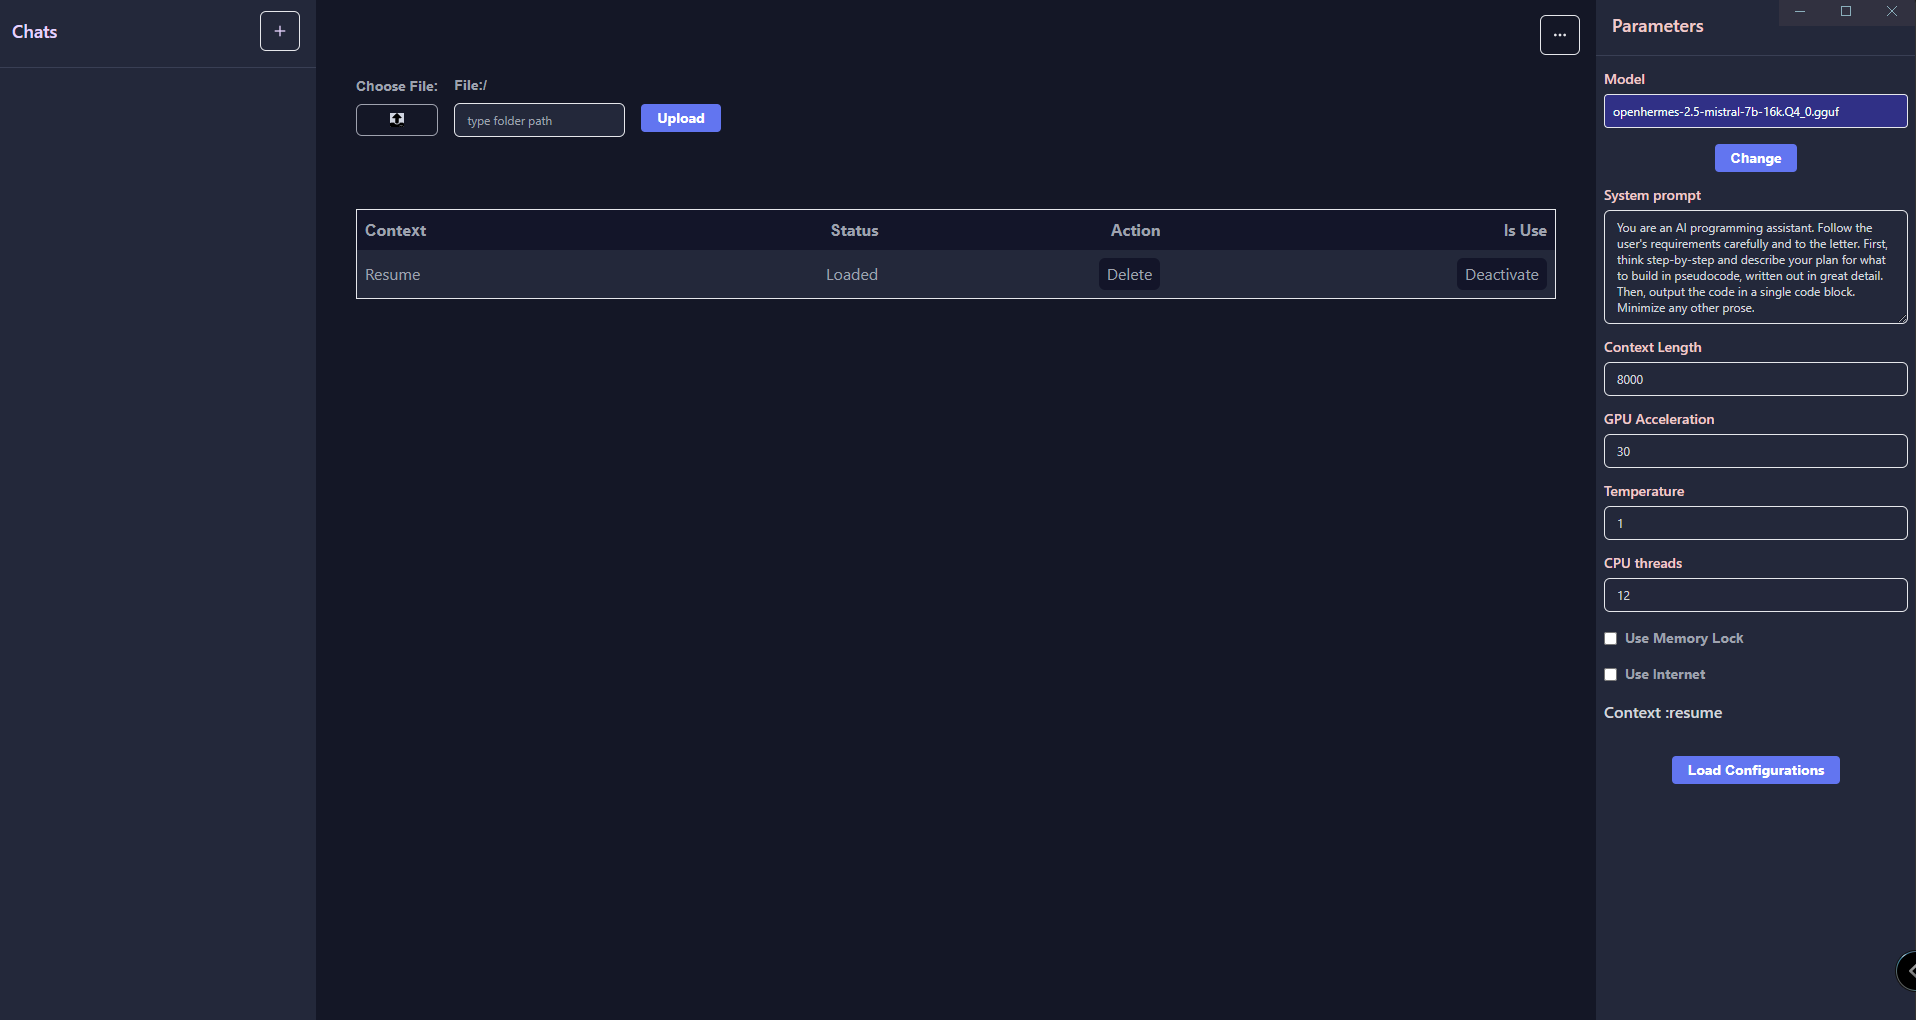 Chats
+
...
Choose File:
File:/
type folder path
Upload
Context Status Action Is Use
Resume Loaded Delete Deactivate
Parameters
Model
openhermes-2.5-mistral-7b-16k.Q4_0.gguf
Change
System prompt
You are an AI programming assistant. Follow the
user's requirements carefully and to the letter. First,
think step-by-step and describe your plan for what
to build in pseudocode, written out in great detail.
Then, output the code in a single code block.
Minimize any other prose.
Context Length
8000
GPU Acceleration
30
Temperature
1
CPU threads
12
Use Memory Lock
Use Internet
Context :resume
Load Configurations